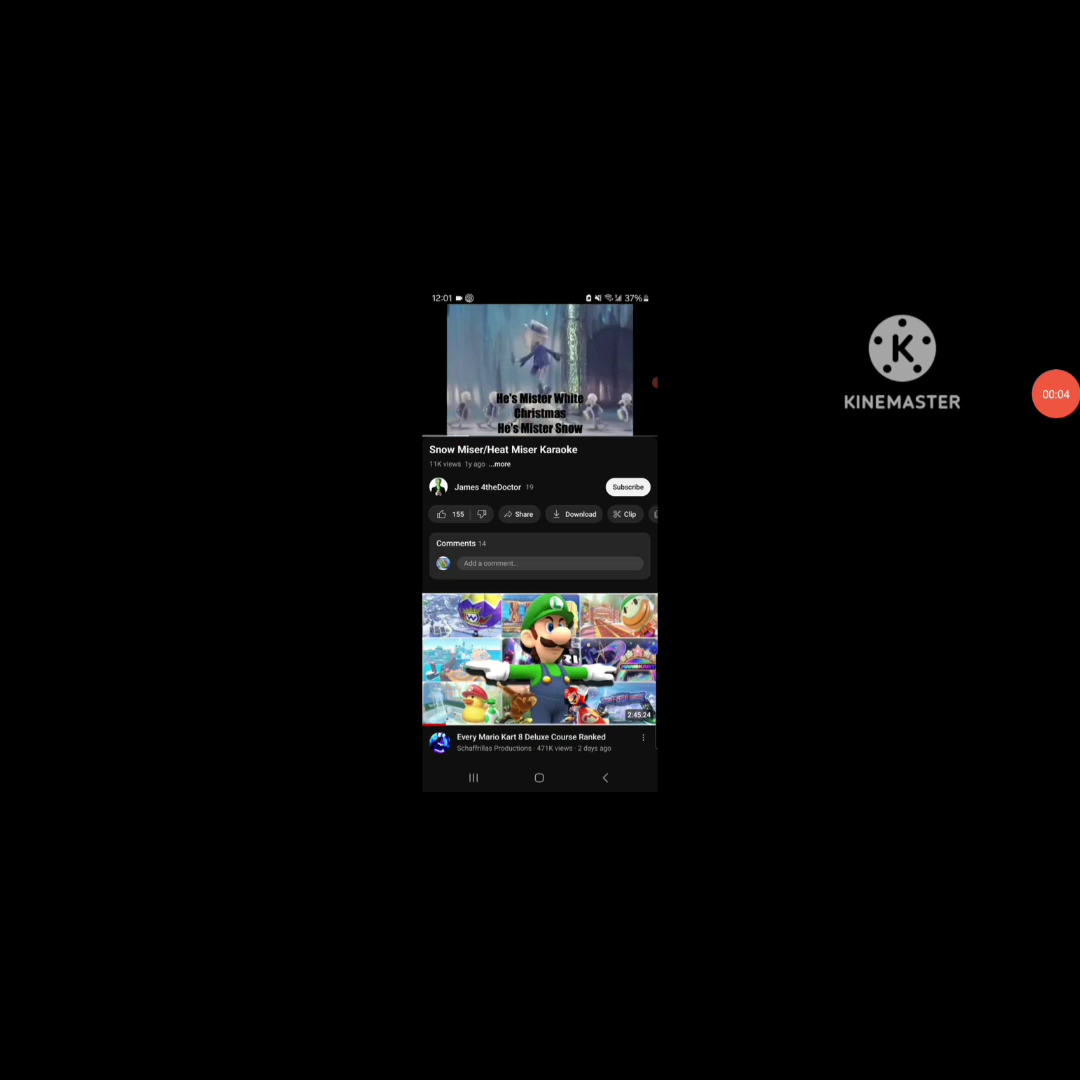 12:01
37%
He's Mister White
Christmas
He's Mister Snow
Snow Miser/Heat Miser Karaoke
11K views 1y ago ...more
James 4theDoctor 19
Subscribe
155
Share
Download
Clip
Comments 14
Add a comment...
L
W
2:45:24
Every Mario Kart 8 Deluxe Course Ranked
Schaffrillas Productions · 471K views · 2 days ago
K
KINEMASTER
00:04